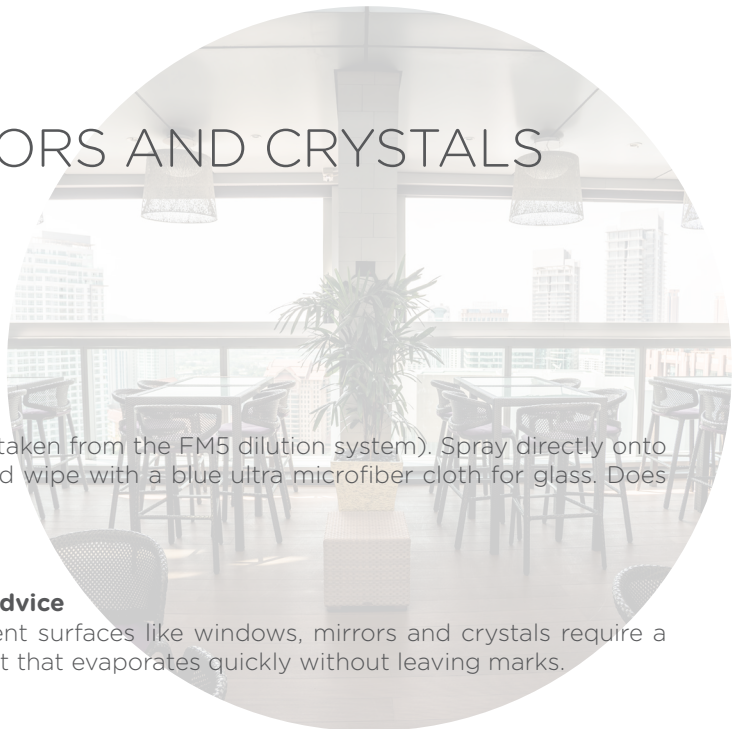 ORS AND CRYSTALS
taken from the FM5 dilution system). Spray directly onto
d wipe with a blue ultra microfiber cloth for glass. Does
dvice
ent surfaces like windows, mirrors and crystals require a
t that evaporates quickly without leaving marks.